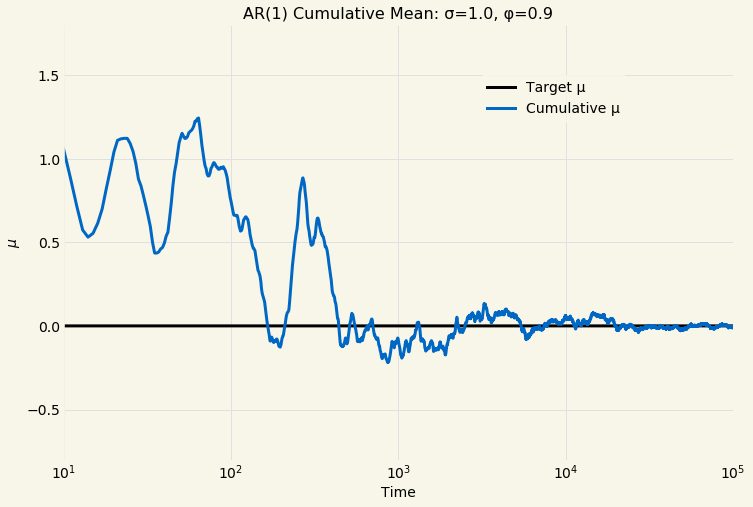 AR(1) Cumulative Mean: σ=1.0, φ=0.9
1.5
1.0
0.5
0.0
−0.5
μ
Target μ
Cumulative μ
10¹
10²
10³
10⁴
10⁵
Time